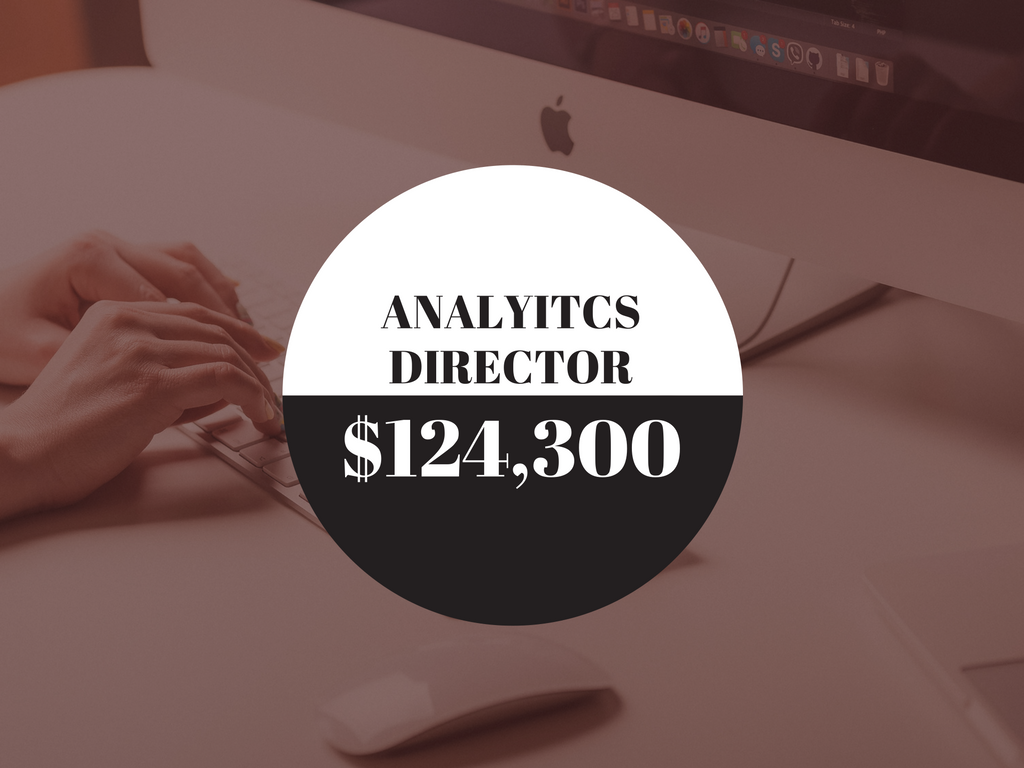 ANALYITCS
DIRECTOR
$124,300